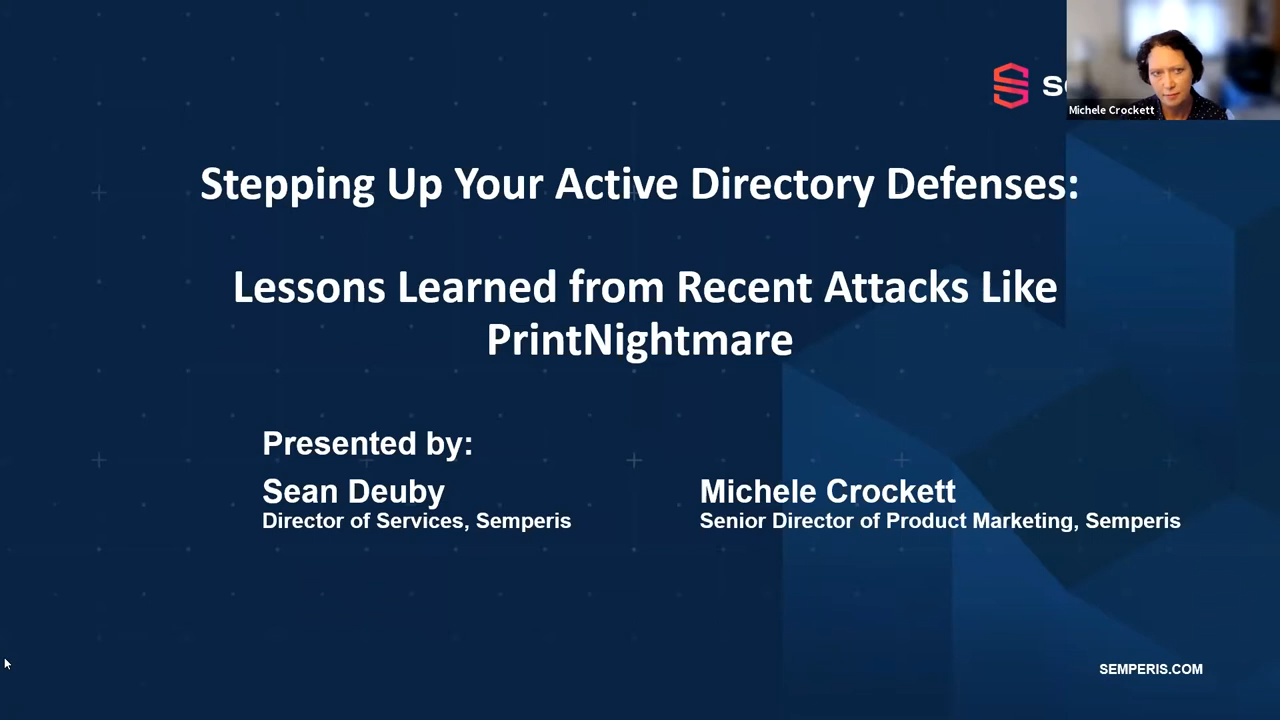 Michele Crockett
Stepping Up Your Active Directory Defenses:
Lessons Learned from Recent Attacks Like
PrintNightmare
Presented by:
Sean Deuby
Director of Services, Semperis
Michele Crockett
Senior Director of Product Marketing, Semperis
SEMPERIS.COM